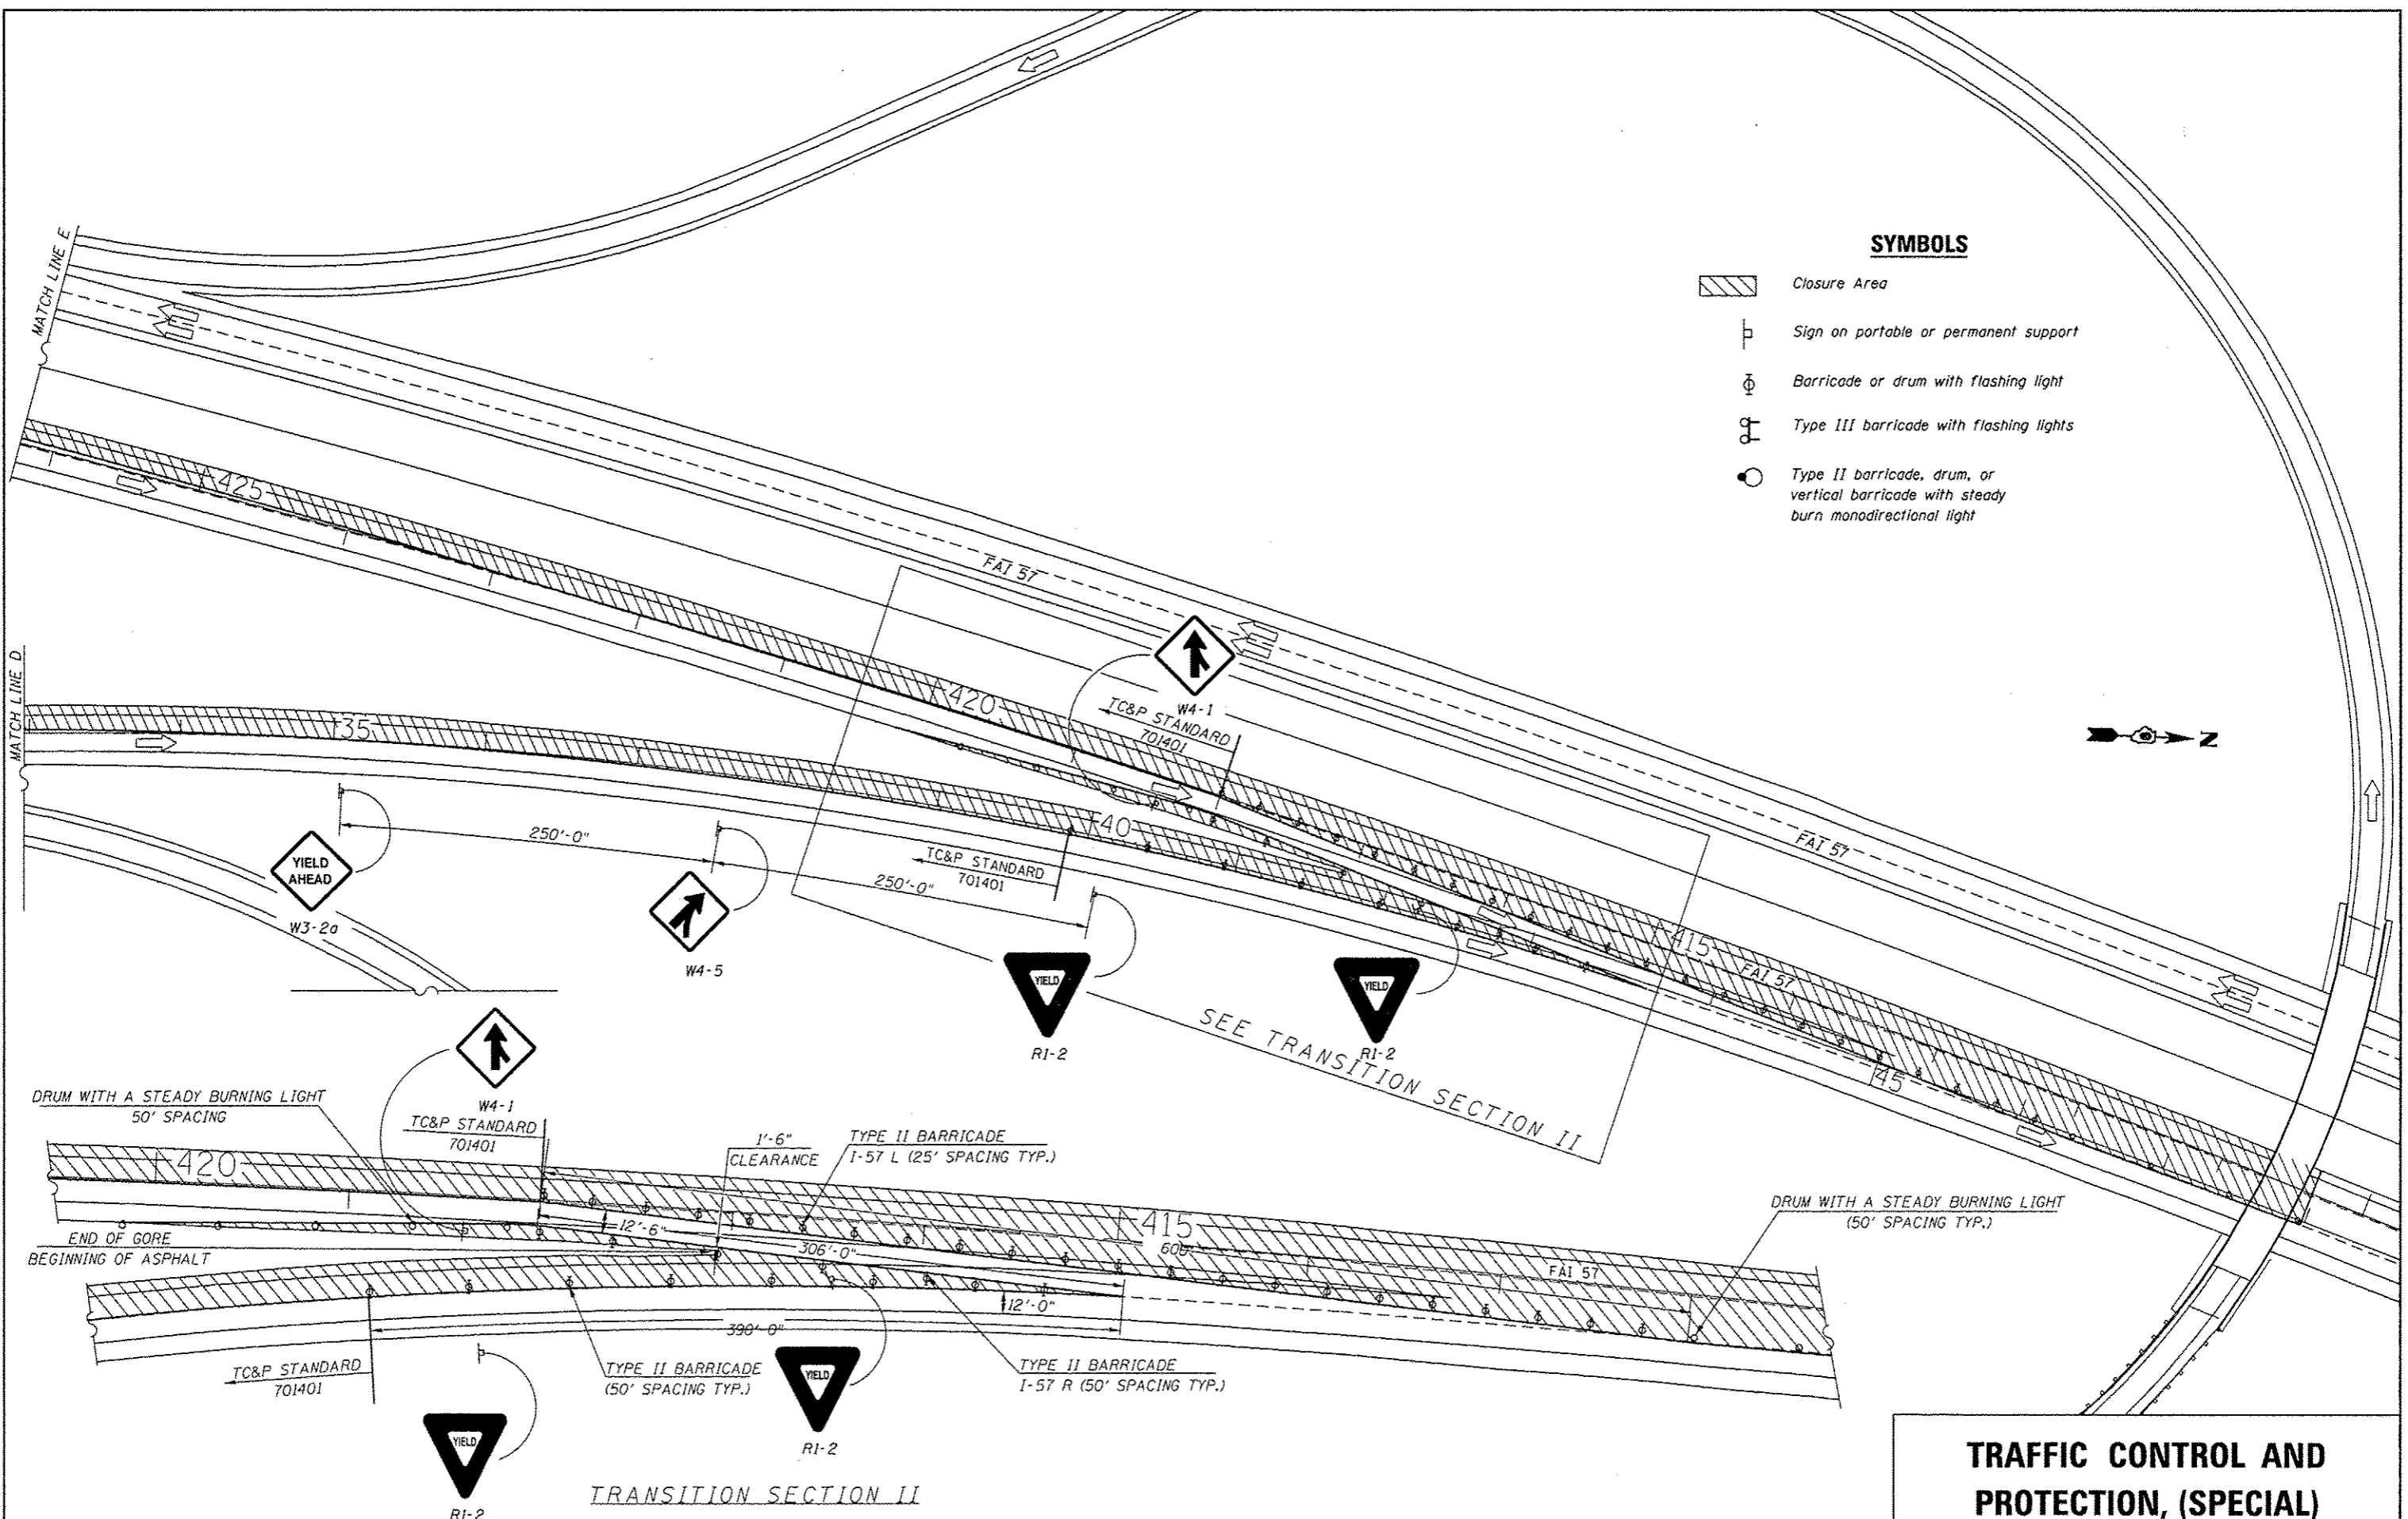 SYMBOLS
Closure Area
Sign on portable or permanent support
Barricade or drum with flashing light
Type III barricade with flashing lights
Type II barricade, drum, or
vertical barricade with steady
burn monodirectional light
MATCH LINE E
425
FAI 57
W4-1
TC&P STANDARD
701401
420
N
MATCH LINE D
35
40
FAI 57
250'-0"
YIELD
AHEAD
W3-2a
W4-5
TC&P STANDARD
701401
250'-0"
YIELD
R1-2
YIELD
R1-2
415
FAI 57
45
SEE TRANSITION SECTION II
DRUM WITH A STEADY BURNING LIGHT
50' SPACING
W4-1
TC&P STANDARD
701401
1'-6"
CLEARANCE
TYPE II BARRICADE
I-57 L (25' SPACING TYP.)
420
415
DRUM WITH A STEADY BURNING LIGHT
(50' SPACING TYP.)
END OF GORE
BEGINNING OF ASPHALT
12'-6"
306'-0"
FAI 57
12'-0"
390'-0"
TC&P STANDARD
701401
TYPE II BARRICADE
(50' SPACING TYP.)
YIELD
R1-2
TYPE II BARRICADE
I-57 R (50' SPACING TYP.)
YIELD
R1-2
TRANSITION SECTION II
TRAFFIC CONTROL AND
PROTECTION, (SPECIAL)